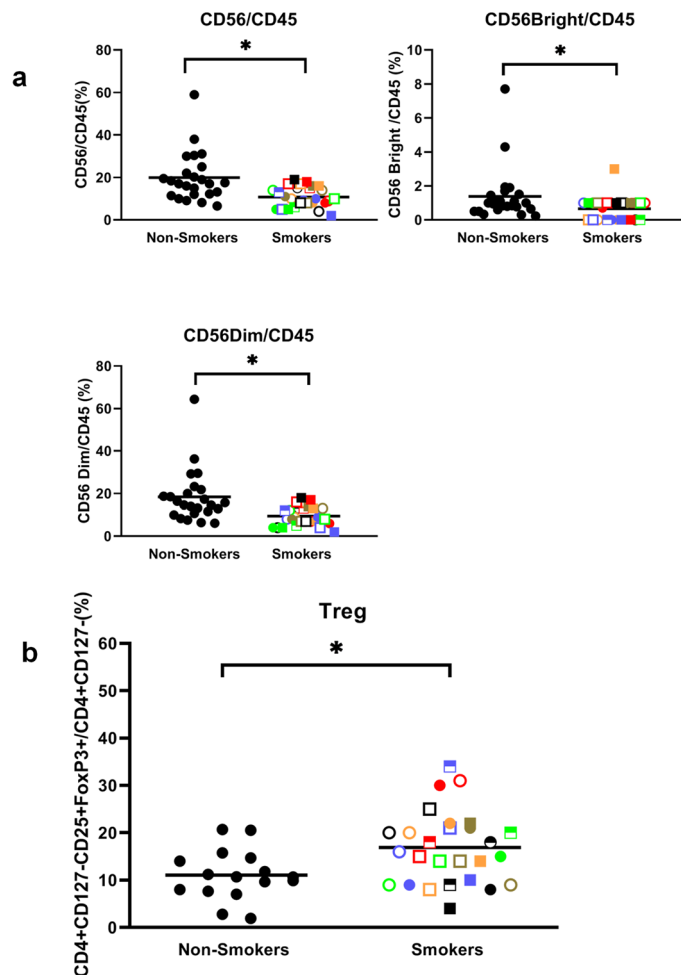 a
CD56/CD45
CD56/CD45(%)
80
60
40
20
0
*
Non-Smokers
Smokers
CD56Bright/CD45
CD56 Bright /CD45 (%)
10
8
6
4
2
0
*
Non-Smokers
Smokers
CD56Dim/CD45
CD56 Dim/CD45 (%)
80
60
40
20
0
*
Non-Smokers
Smokers
b
Treg
CD4+CD127-CD25+FoxP3+/CD4+CD127-(%)
60
50
40
30
20
10
0
*
Non-Smokers
Smokers